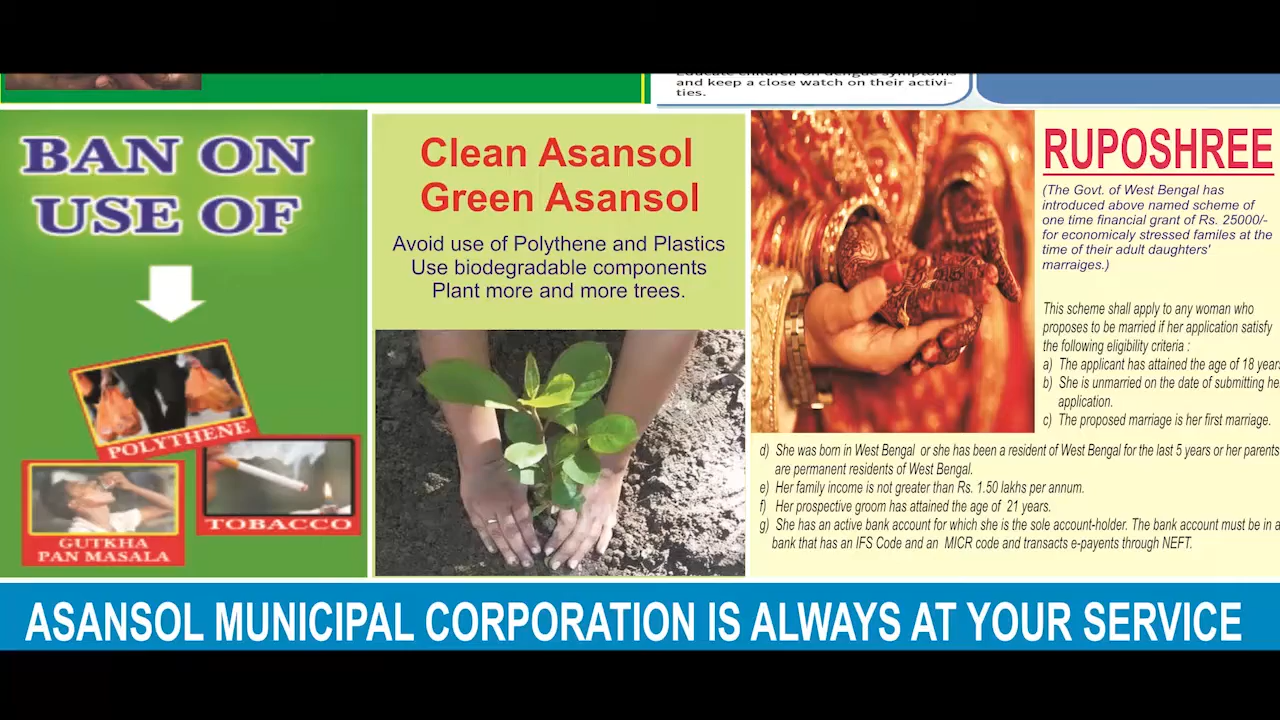 Educate children on dengue symptoms
and keep a close watch on their activi-
ties.
BAN ON
USE OF
POLYTHENE
TOBACCO
GUTKHA
PAN MASALA
Clean Asansol
Green Asansol
Avoid use of Polythene and Plastics
Use biodegradable components
Plant more and more trees.
RUPOSHREE
(The Govt. of West Bengal has
introduced above named scheme of
one time financial grant of Rs. 25000/-
for economicaly stressed familes at the
time of their adult daughters'
marraiges.)
This scheme shall apply to any woman who
proposes to be married if her application satisfy
the following eligibility criteria :
a) The applicant has attained the age of 18 years
b) She is unmarried on the date of submitting he
application.
c) The proposed marriage is her first marriage.
d) She was born in West Bengal or she has been a resident of West Bengal for the last 5 years or her parents
are permanent residents of West Bengal.
e) Her family income is not greater than Rs. 1.50 lakhs per annum.
f) Her prospective groom has attained the age of 21 years.
g) She has an active bank account for which she is the sole account-holder. The bank account must be in a
bank that has an IFS Code and an MICR code and transacts e-payents through NEFT.
ASANSOL MUNICIPAL CORPORATION IS ALWAYS AT YOUR SERVICE